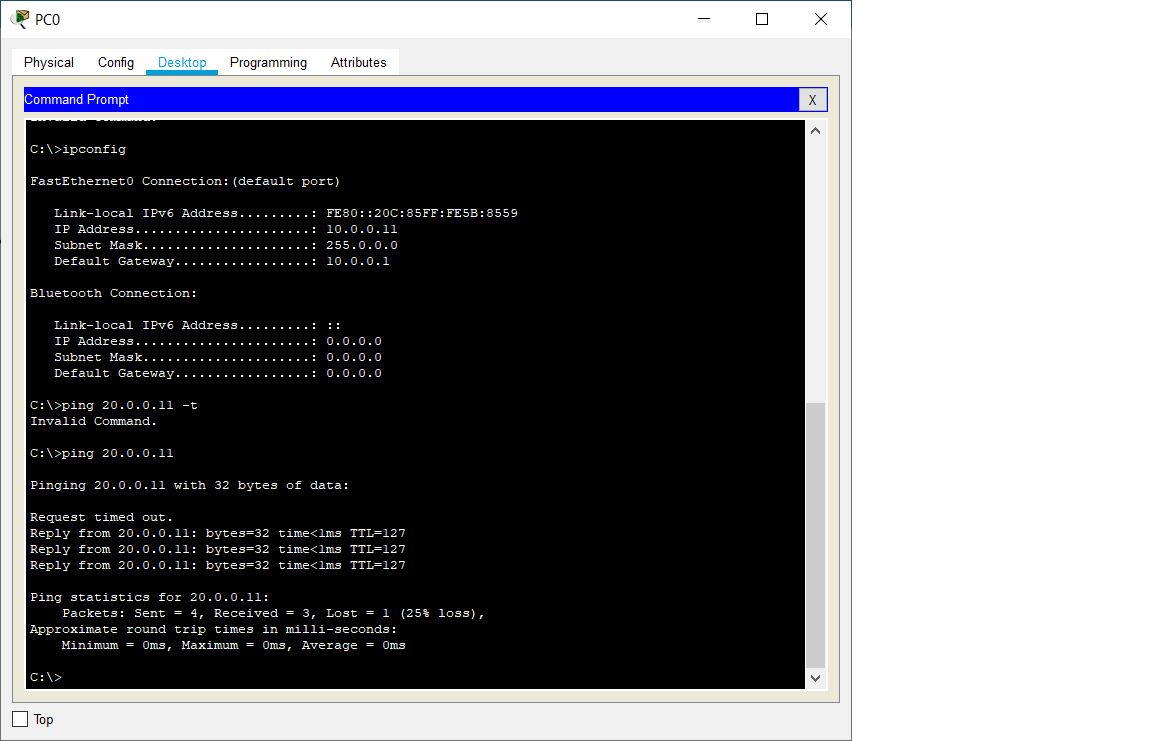 PC0
Physical Config Desktop Programming Attributes
Command Prompt X
C:\>ipconfig
FastEthernet0 Connection:(default port)
Link-local IPv6 Address.........: FE80::20C:85FF:FE5B:8559
IP Address......................: 10.0.0.11
Subnet Mask.....................: 255.0.0.0
Default Gateway.................: 10.0.0.1
Bluetooth Connection:
Link-local IPv6 Address.........: ::
IP Address......................: 0.0.0.0
Subnet Mask.....................: 0.0.0.0
Default Gateway.................: 0.0.0.0
C:\>ping 20.0.0.11 -t
Invalid Command.
C:\>ping 20.0.0.11
Pinging 20.0.0.11 with 32 bytes of data:
Request timed out.
Reply from 20.0.0.11: bytes=32 time<1ms TTL=127
Reply from 20.0.0.11: bytes=32 time<1ms TTL=127
Reply from 20.0.0.11: bytes=32 time<1ms TTL=127
Ping statistics for 20.0.0.11:
Packets: Sent = 4, Received = 3, Lost = 1 (25% loss),
Approximate round trip times in milli-seconds:
Minimum = 0ms, Maximum = 0ms, Average = 0ms
C:\>
Top